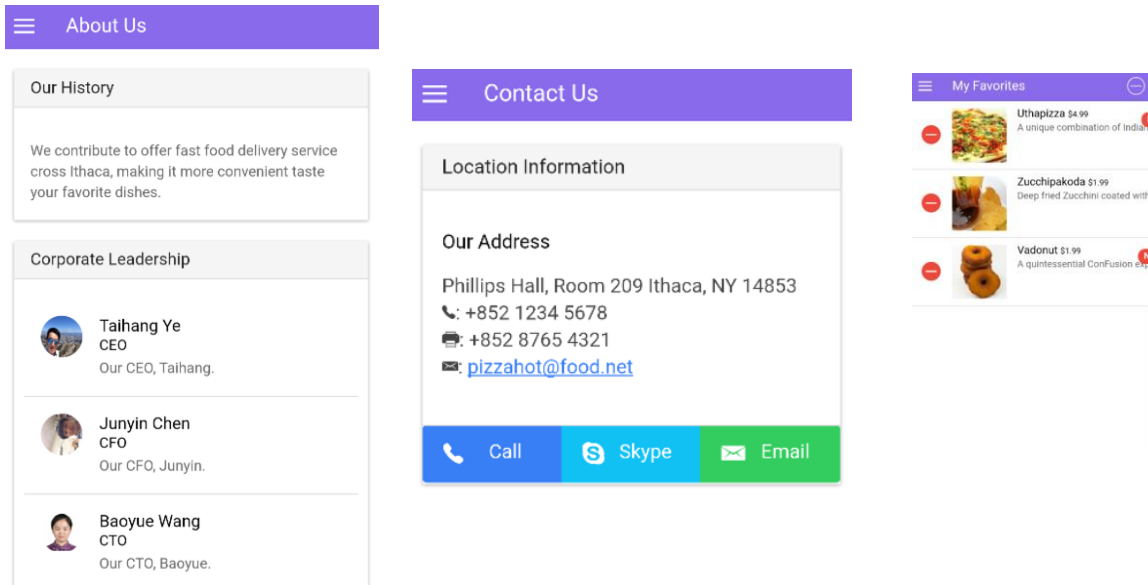 About Us
Our History
We contribute to offer fast food delivery service
cross Ithaca, making it more convenient taste
your favorite dishes.
Corporate Leadership
Taihang Ye
CEO
Our CEO, Taihang.
Junyin Chen
CFO
Our CFO, Junyin.
Baoyue Wang
CTO
Our CTO, Baoyue.
Contact Us
Location Information
Our Address
Phillips Hall, Room 209 Ithaca, NY 14853
: +852 1234 5678
: +852 8765 4321
: pizzahot@food.net
Call
Skype
Email
My Favorites
Uthapizza $4.99
A unique combination of Indian
Zucchipakoda $1.99
Deep fried Zucchini coated with
Vadonut $1.99
A quintessential ConFusion